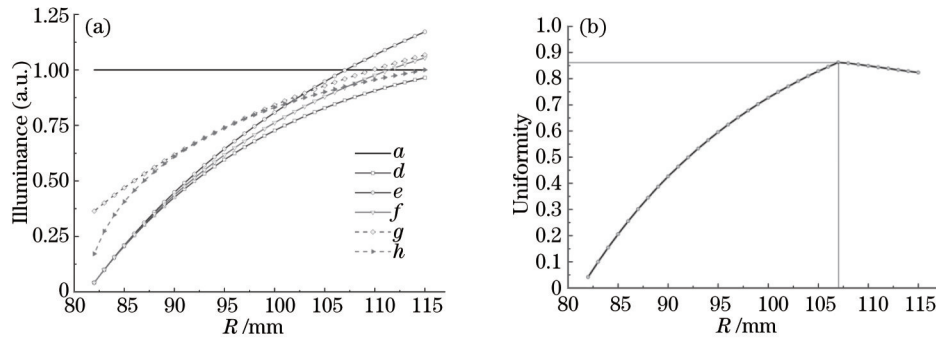 (a)
Illuminance (a.u.)
1.25
1.00
0.75
0.50
0.25
0
a
d
e
f
g
h
80 85 90 95 100 105 110 115
R /mm
(b)
Uniformity
1.0
0.9
0.8
0.7
0.6
0.5
0.4
0.3
0.2
0.1
0
80 85 90 95 100 105 110 115
R /mm